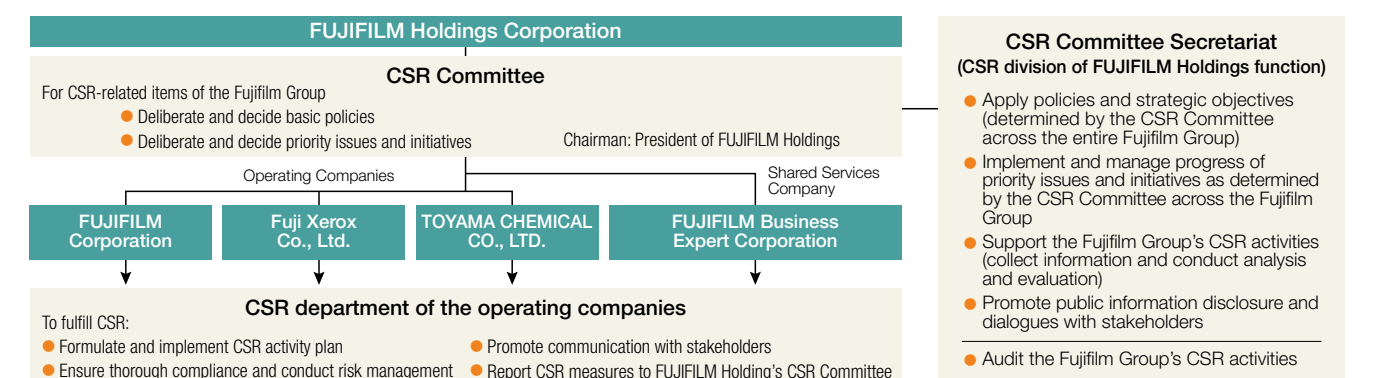 FUJIFILM Holdings Corporation
CSR Committee
For CSR-related items of the Fujifilm Group
● Deliberate and decide basic policies
● Deliberate and decide priority issues and initiatives
Chairman: President of FUJIFILM Holdings
Operating Companies
Shared Services
Company
FUJIFILM
Corporation
Fuji Xerox
Co., Ltd.
TOYAMA CHEMICAL
CO., LTD.
FUJIFILM Business
Expert Corporation
CSR department of the operating companies
To fulfill CSR:
● Formulate and implement CSR activity plan
● Ensure thorough compliance and conduct risk management
● Promote communication with stakeholders
● Report CSR measures to FUJIFILM Holding's CSR Committee
CSR Committee Secretariat
(CSR division of FUJIFILM Holdings function)
● Apply policies and strategic objectives
(determined by the CSR Committee
across the entire Fujifilm Group)
● Implement and manage progress of
priority issues and initiatives as determined
by the CSR Committee across the Fujifilm
Group
● Support the Fujifilm Group's CSR activities
(collect information and conduct analysis
and evaluation)
● Promote public information disclosure and
dialogues with stakeholders
● Audit the Fujifilm Group's CSR activities